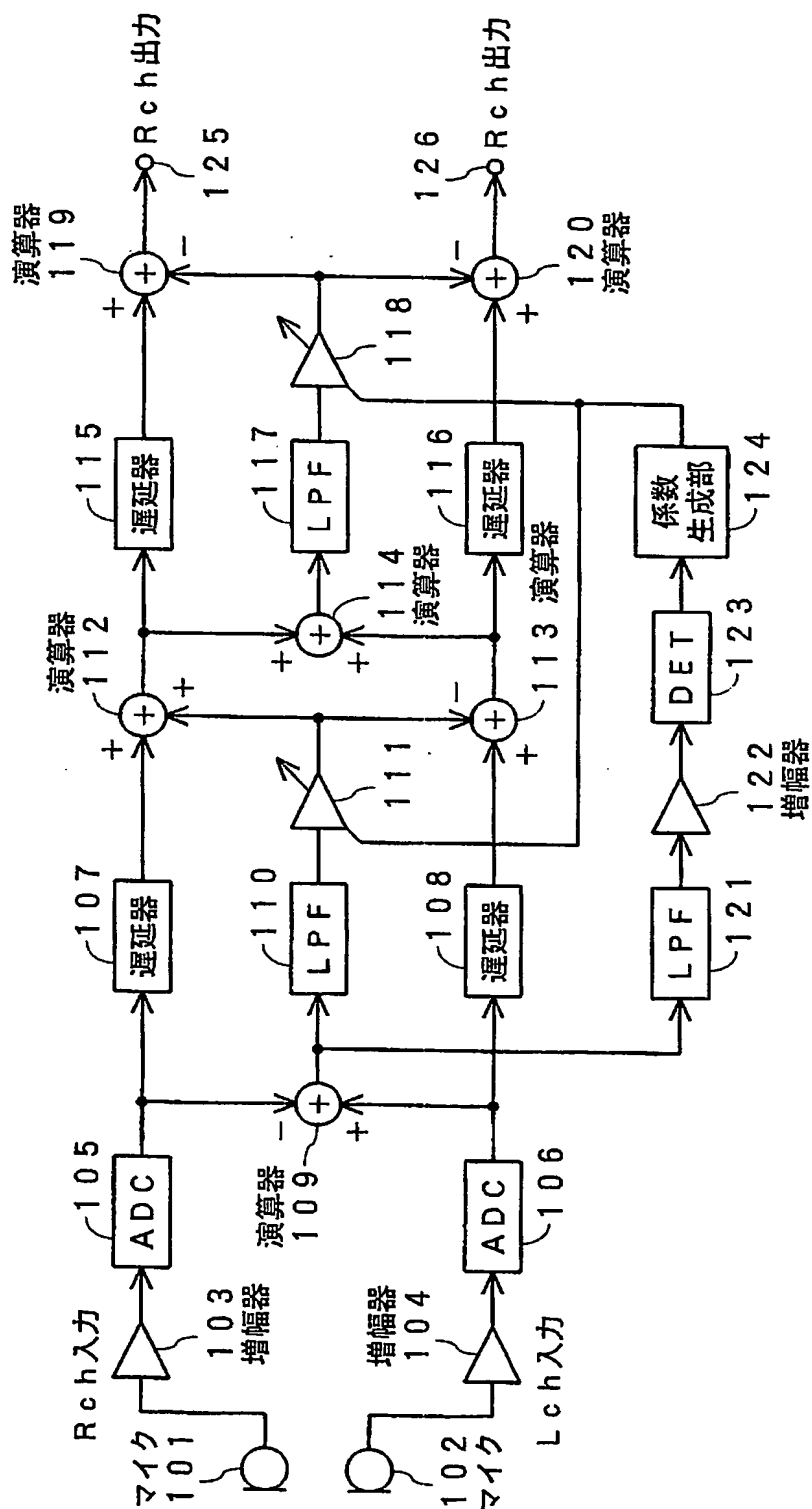 Rch入力
マイク
101
103
増幅器
105
ADC
107
遅延器
演算器
112
+
+
+
115
遅延器
演算器
119
+
+
-
Rch出力
125
演算器
109
-
+
+
110
LPF
111
+
+
+
114
演算器
117
LPF
118
マイク
102
Lch入力
増幅器
104
106
ADC
108
遅延器
-
+
+
113
演算器
116
遅延器
-
+
+
120
演算器
Rch出力
126
121
LPF
122
増幅器
123
DET
124
係数
生成部